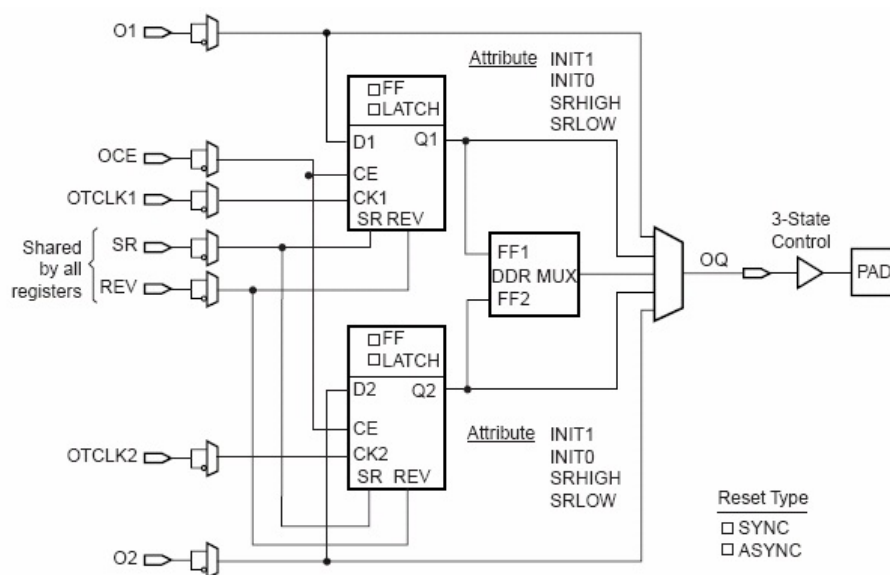 O1
Attribute INIT1
INIT0
SRHIGH
SRLOW
FF
LATCH
D1 Q1
OCE
CE
OTCLK1
CK1
SR REV
Shared
by all
registers
SR
REV
FF1
DDR MUX
FF2
OQ
3-State
Control
PAD
FF
LATCH
D2 Q2
CE
OTCLK2
CK2
SR REV
Attribute INIT1
INIT0
SRHIGH
SRLOW
Reset Type
SYNC
ASYNC
O2